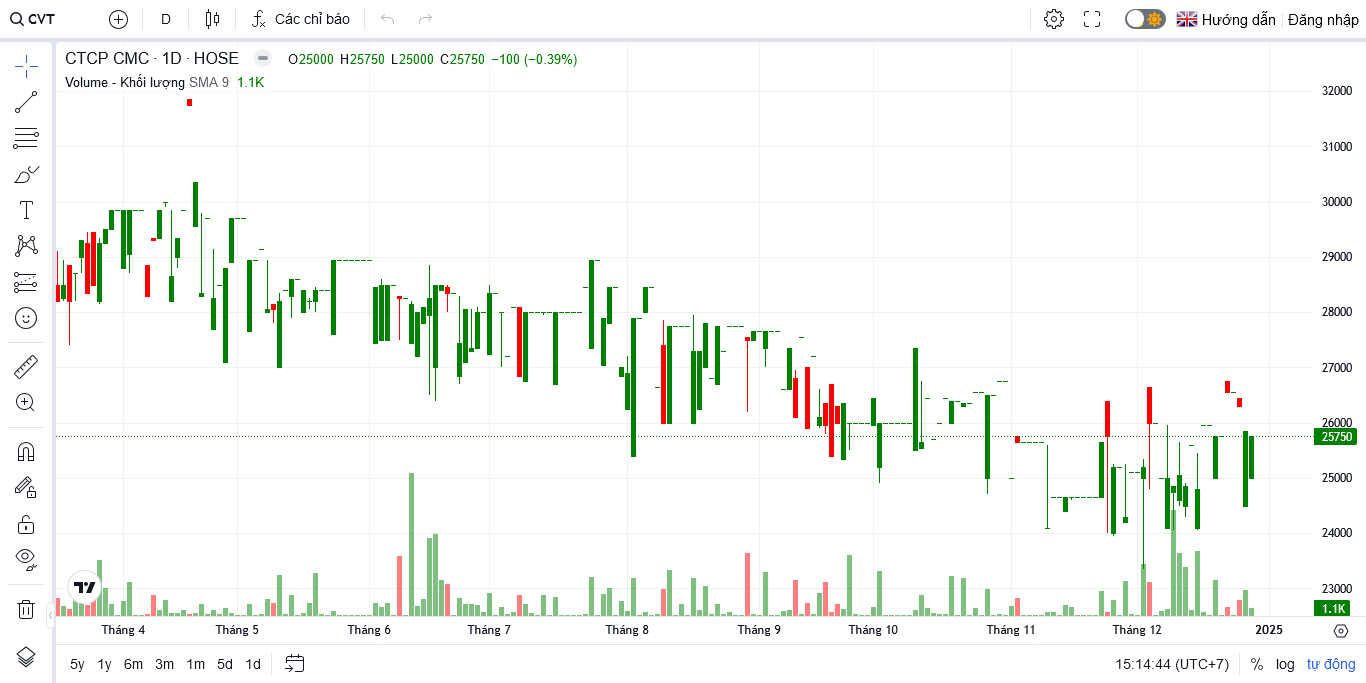 CVT D Các chỉ báo Hướng dẫn Đăng nhập
CTCP CMC · 1D · HOSE O25000 H25750 L25000 C25750 −100 (−0.39%)
Volume - Khối lượng SMA 9 1.1K
32000
31000
30000
29000
28000
27000
26000
25750
25000
24000
23000
1.1K
Tháng 4 Tháng 5 Tháng 6 Tháng 7 Tháng 8 Tháng 9 Tháng 10 Tháng 11 Tháng 12 2025
5y 1y 6m 3m 1m 5d 1d 15:14:44 (UTC+7) % log tự động